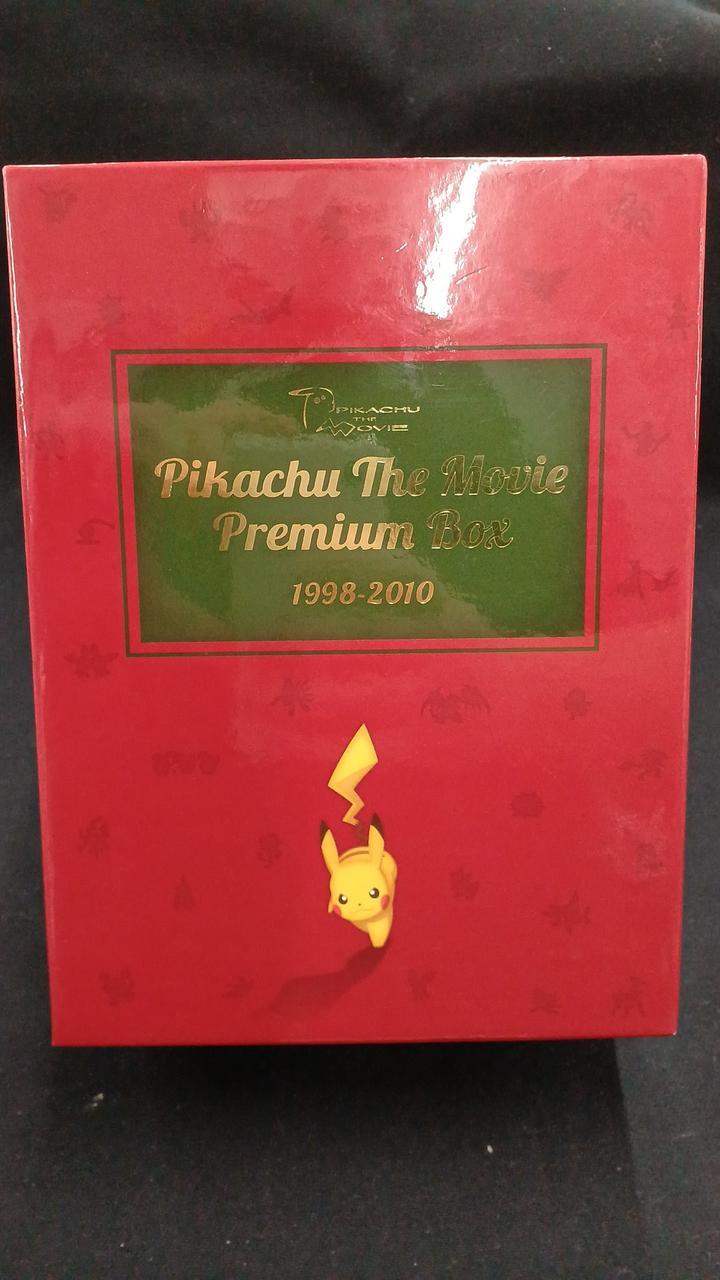 PIKACHU
THE
MOVIE
Pikachu The Movie
Premium Box
1998-2010